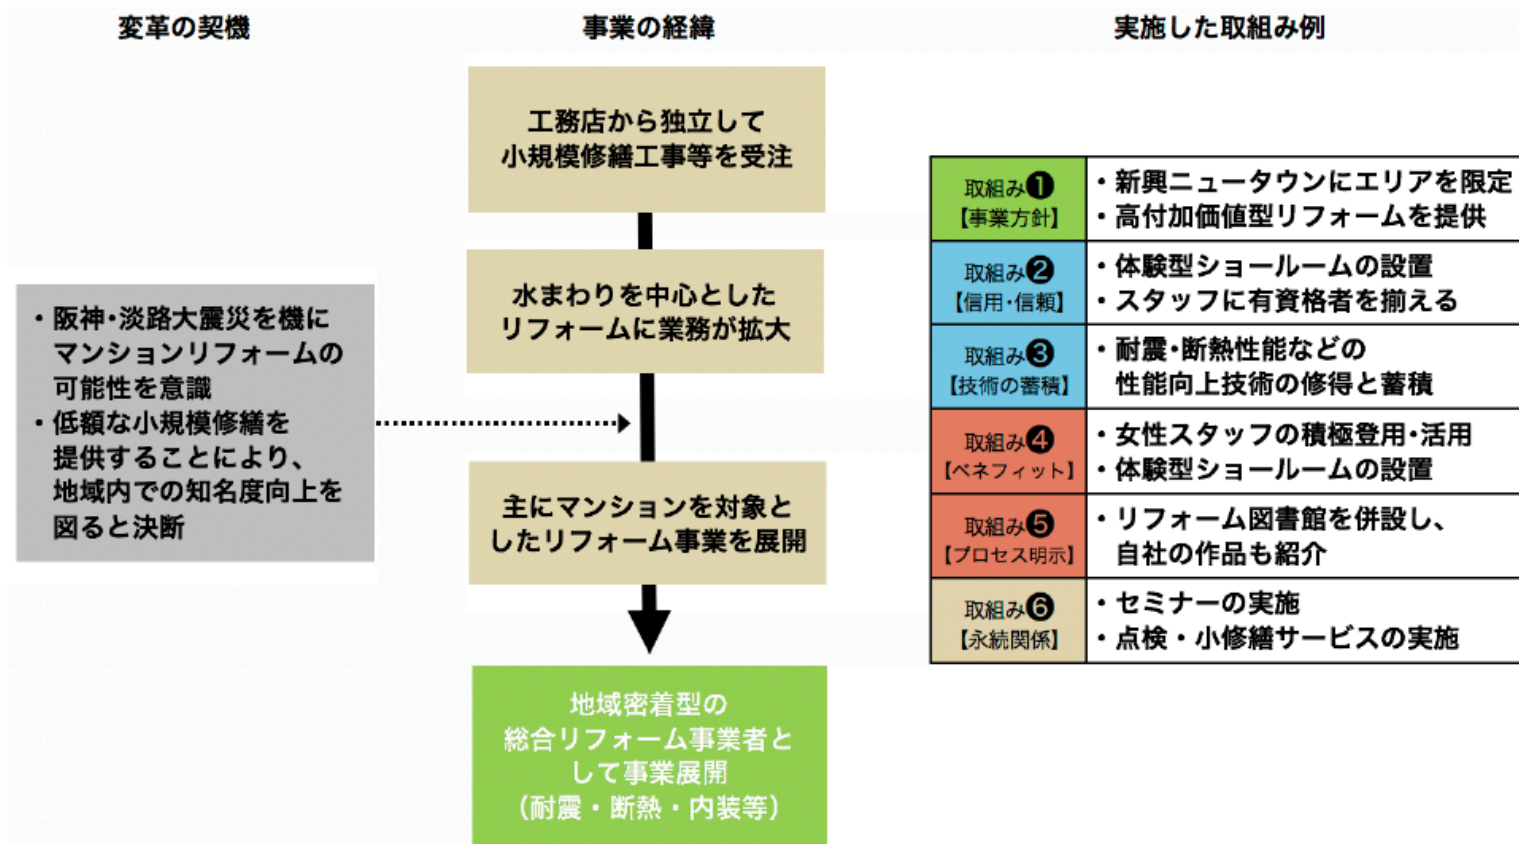 変革の契機
事業の経緯
実施した取組み例
・阪神・淡路大震災を機に
マンションリフォームの
可能性を意識
・低額な小規模修繕を
提供することにより、
地域内での知名度向上を
図ると決断
工務店から独立して
小規模修繕工事等を受注
水まわりを中心とした
リフォームに業務が拡大
主にマンションを対象と
したリフォーム事業を展開
地域密着型の
総合リフォーム事業者と
して事業展開
（耐震・断熱・内装等）
取組み❶
【事業方針】
・新興ニュータウンにエリアを限定
・高付加価値型リフォームを提供
取組み❷
【信用・信頼】
・体験型ショールームの設置
・スタッフに有資格者を揃える
取組み❸
【技術の蓄積】
・耐震・断熱性能などの
性能向上技術の修得と蓄積
取組み❹
【ベネフィット】
・女性スタッフの積極登用・活用
・体験型ショールームの設置
取組み❺
【プロセス明示】
・リフォーム図書館を併設し、
自社の作品も紹介
取組み❻
【永続関係】
・セミナーの実施
・点検・小修繕サービスの実施